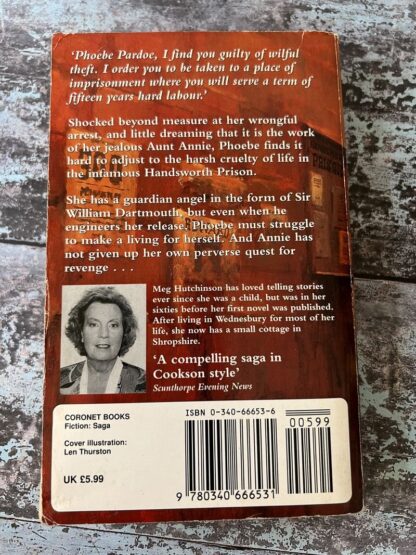 'Phoebe Pardoe, I find you guilty of wilful
theft. I order you to be taken to a place of
imprisonment where you will serve a term of
fifteen years hard labour.'
Shocked beyond measure at her wrongful
arrest, and little dreaming that it is the work
of her jealous Aunt Annie, Phoebe finds it
hard to adjust to the harsh cruelty of life in
the infamous Handsworth Prison.
She has a guardian angel in the form of Sir
William Dartmouth, but even when he
engineers her release, Phoebe must struggle
to make a living for herself. And Annie has
not given up her own perverse quest for
revenge . . .
Meg Hutchinson has loved telling stories
ever since she was a child, but was in her
sixties before her first novel was published.
After living in Wednesbury for most of her
life, she now has a small cottage in
Shropshire.
'A compelling saga in
Cookson style'
Scunthorpe Evening News
CORONET BOOKS
Fiction: Saga
Cover illustration:
Len Thurston
UK £5.99
ISBN 0-340-66653-6
00599
9 780340 666531